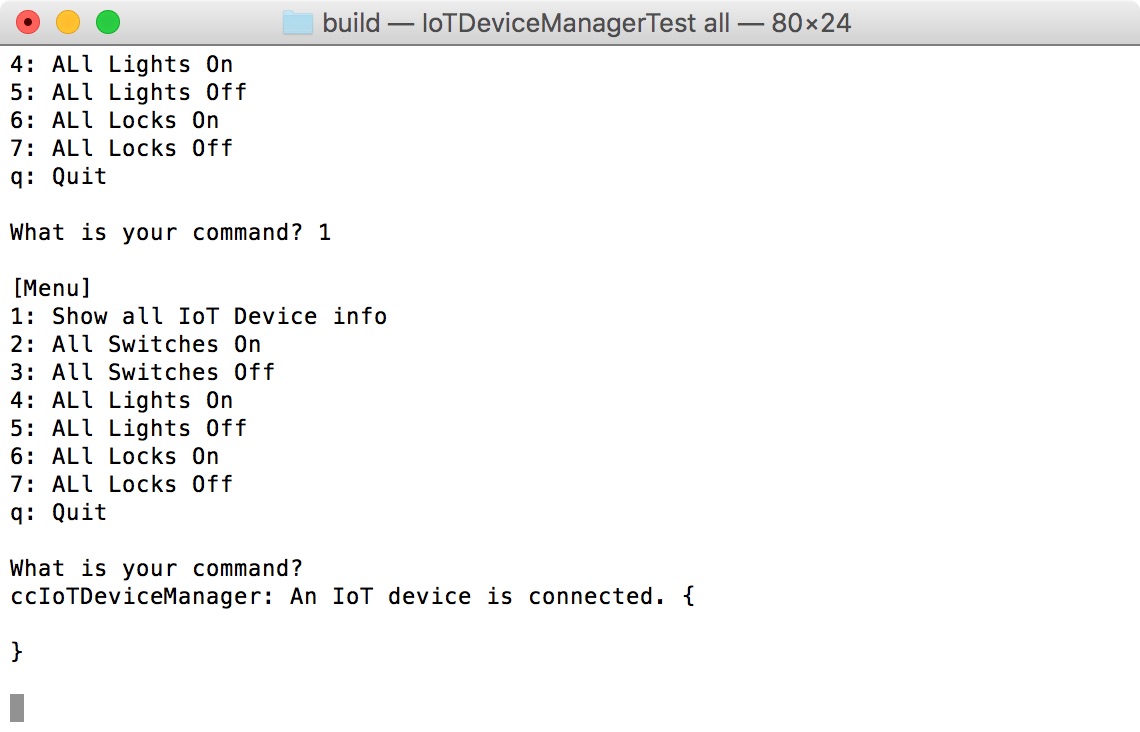 build — IoTDeviceManagerTest all — 80×24
4: ALl Lights On
5: ALl Lights Off
6: ALl Locks On
7: ALl Locks Off
q: Quit
What is your command? 1
[Menu]
1: Show all IoT Device info
2: All Switches On
3: All Switches Off
4: ALl Lights On
5: ALl Lights Off
6: ALl Locks On
7: ALl Locks Off
q: Quit
What is your command?
ccIoTDeviceManager: An IoT device is connected. {
}